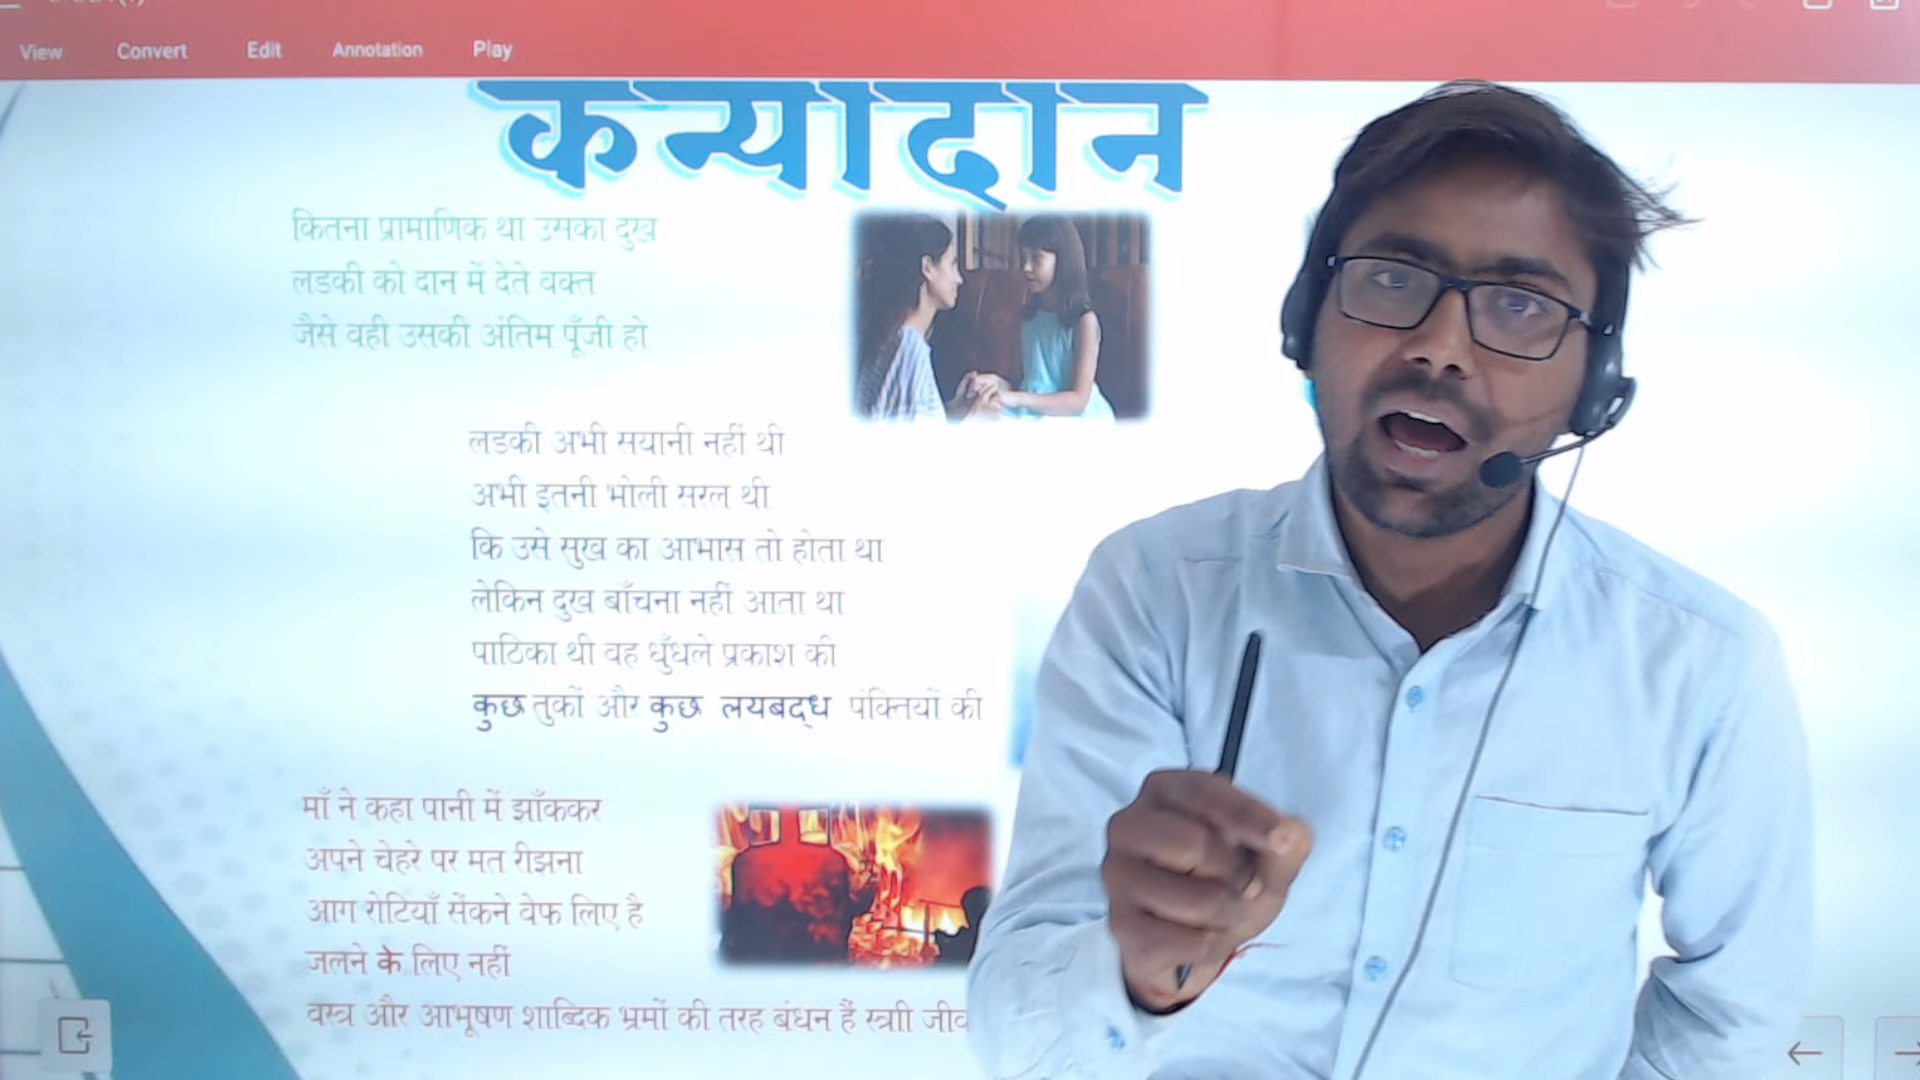 View Convert Edit Annotation Play
कन्यादान
कितना प्रामाणिक था उसका दुख
लडकी को दान में देते वक्त
जैसे वही उसकी अंतिम पूँजी हो
लडकी अभी सयानी नहीं थी
अभी इतनी भोली सरल थी
कि उसे सुख का आभास तो होता था
लेकिन दुख बाँचना नहीं आता था
पाठिका थी वह धुँधले प्रकाश की
कुछ तुकों और कुछ लयबद्ध पंक्तियों की
माँ ने कहा पानी में झाँककर
अपने चेहरे पर मत रीझना
आग रोटियाँ सेंकने वेफ लिए है
जलने के लिए नहीं
वस्त्र और आभूषण शाब्दिक भ्रमों की तरह बंधन हैं स्त्राी